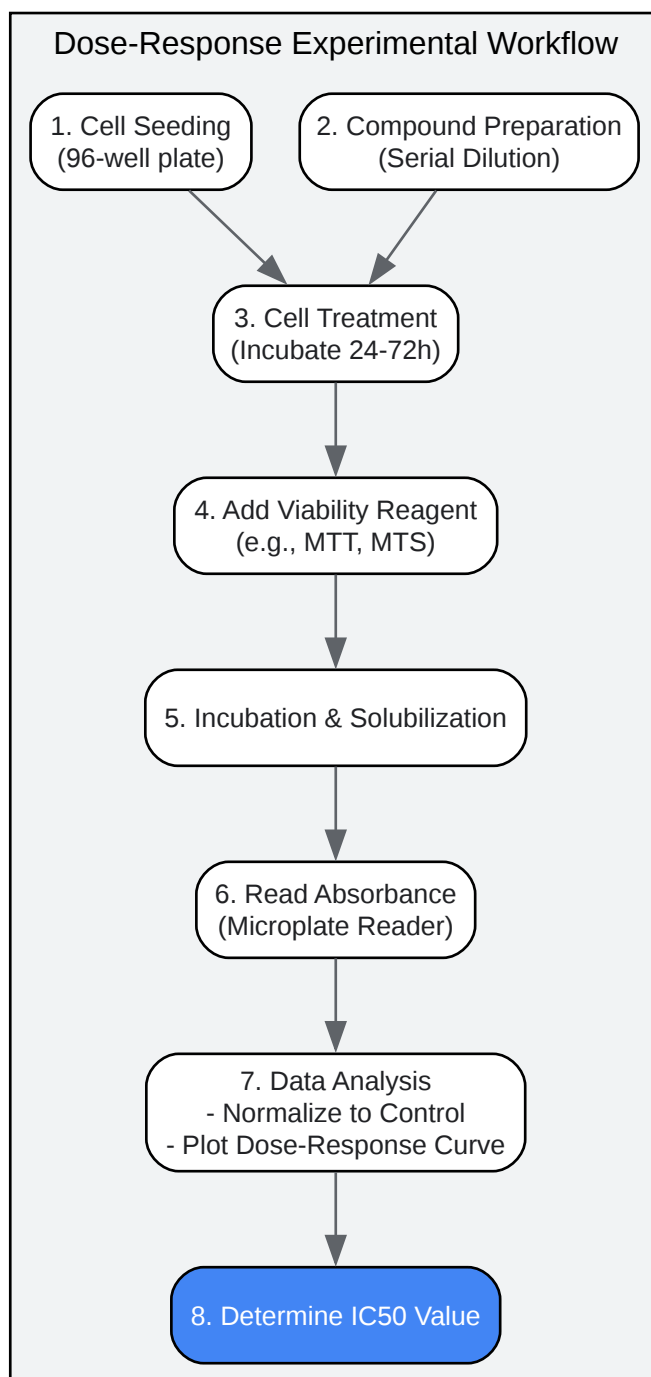 Dose-Response Experimental Workflow
1. Cell Seeding
(96-well plate)
2. Compound Preparation
(Serial Dilution)
3. Cell Treatment
(Incubate 24-72h)
4. Add Viability Reagent
(e.g., MTT, MTS)
5. Incubation & Solubilization
6. Read Absorbance
(Microplate Reader)
7. Data Analysis
- Normalize to Control
- Plot Dose-Response Curve
8. Determine IC50 Value